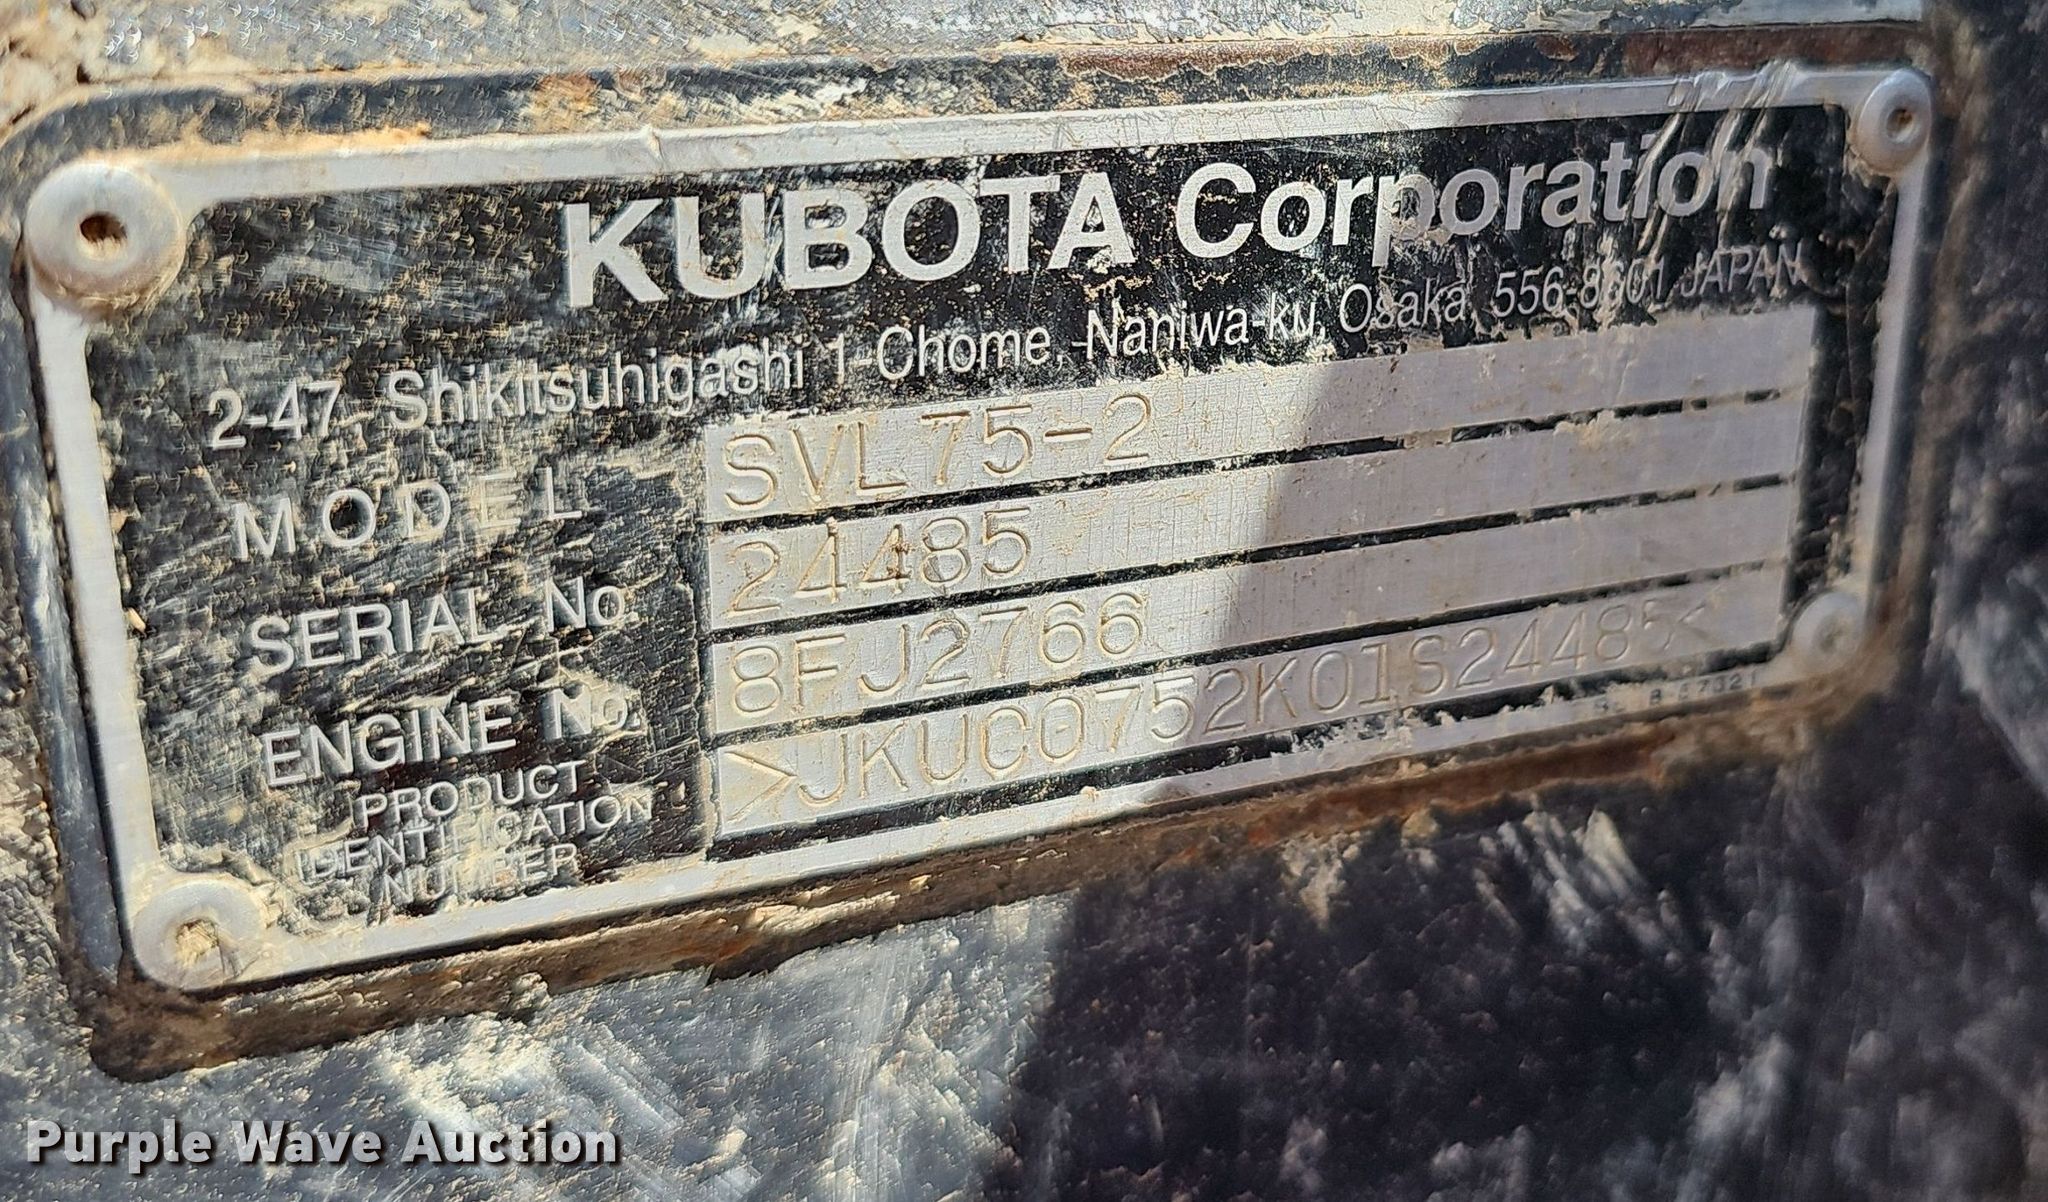 KUBOTA Corporation
2-47, Shikitsuhigashi 1-Chome, Naniwa-ku, Osaka, 556-8601 JAPAN
MODEL SVL75-2
SERIAL No. 24485
ENGINE No. 8FJ2766
PRODUCT
IDENTIFICATION
NUMBER
>JKUC0752K01S24485<
Purple Wave Auction